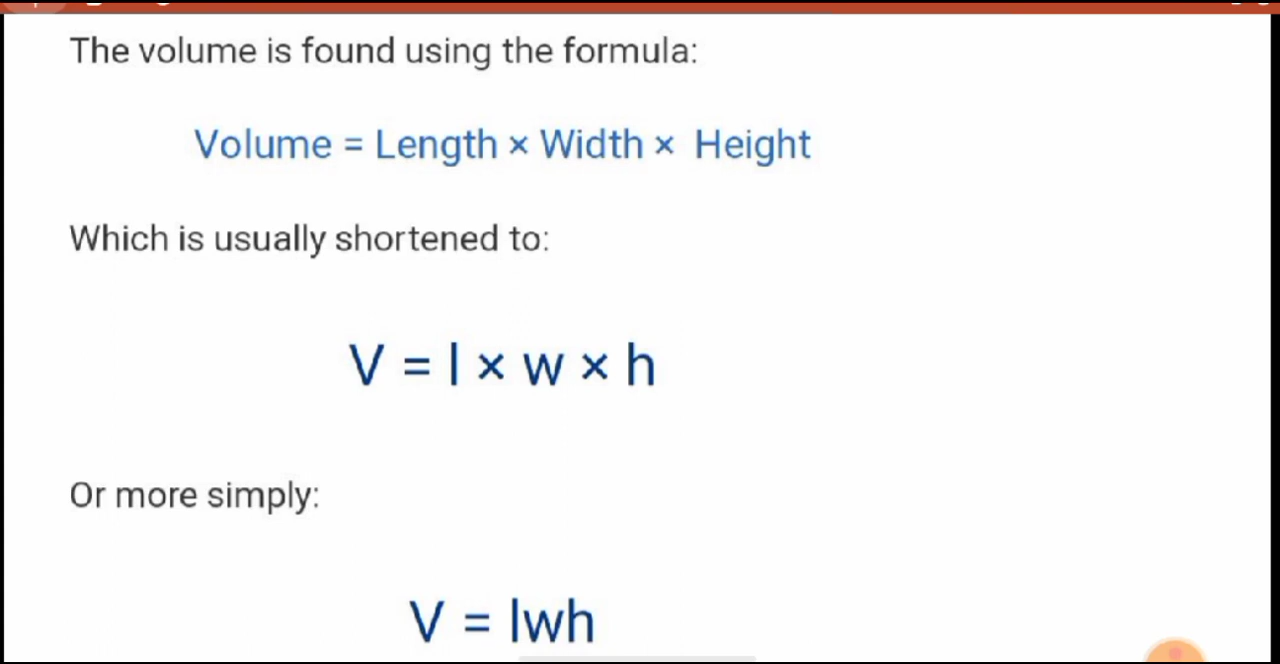 The volume is found using the formula:
Volume = Length × Width × Height
Which is usually shortened to:
V = l × w × h
Or more simply:
V = lwh